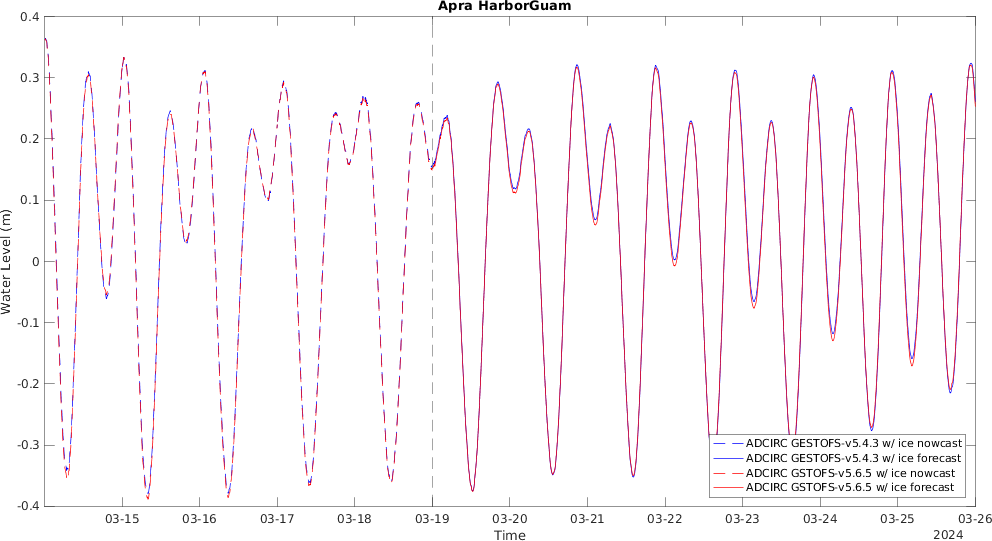 Apra HarborGuam
0.4
0.3
0.2
0.1
0
-0.1
-0.2
-0.3
-0.4
Water Level (m)
ADCIRC GESTOFS-v5.4.3 w/ ice nowcast
ADCIRC GESTOFS-v5.4.3 w/ ice forecast
ADCIRC GSTOFS-v5.6.5 w/ ice nowcast
ADCIRC GSTOFS-v5.6.5 w/ ice forecast
03-15 03-16 03-17 03-18 03-19 03-20 03-21 03-22 03-23 03-24 03-25 03-26
Time
2024